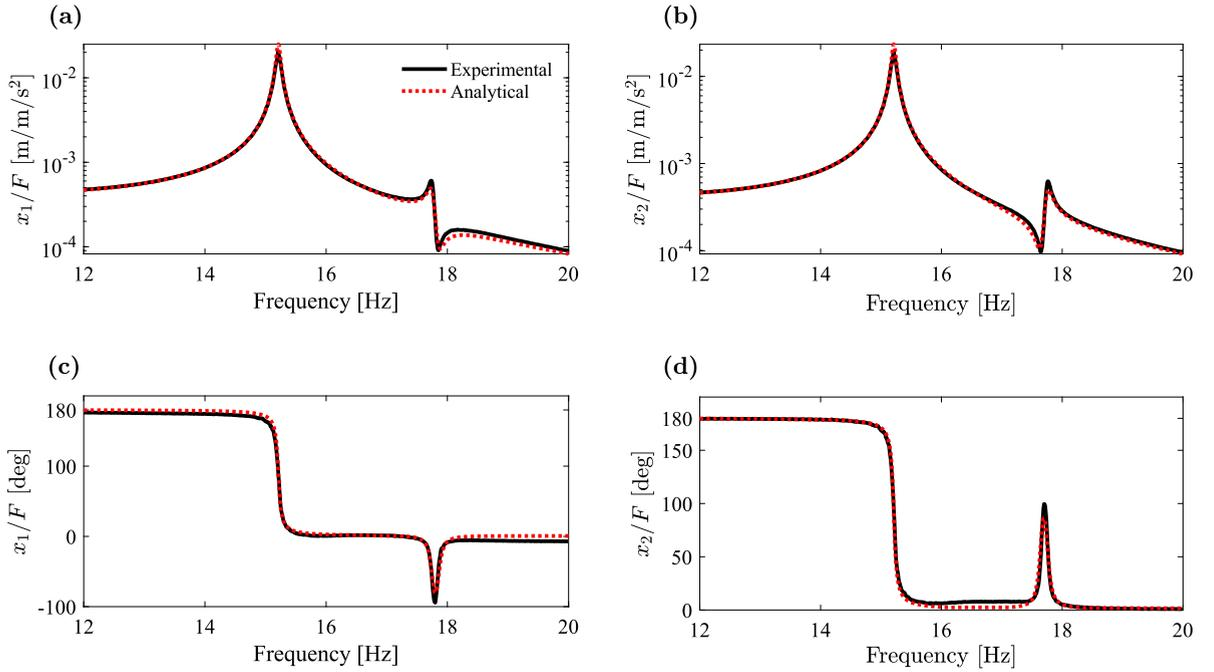 (a)
x₁/F [m/m/s²]
10⁻²
10⁻³
10⁻⁴
12 14 16 18 20
Frequency [Hz]
Experimental
Analytical
(b)
x₂/F [m/m/s²]
10⁻²
10⁻³
10⁻⁴
12 14 16 18 20
Frequency [Hz]
(c)
x₁/F [deg]
180
100
0
-100
12 14 16 18 20
Frequency [Hz]
(d)
x₂/F [deg]
180
150
100
50
0
12 14 16 18 20
Frequency [Hz]